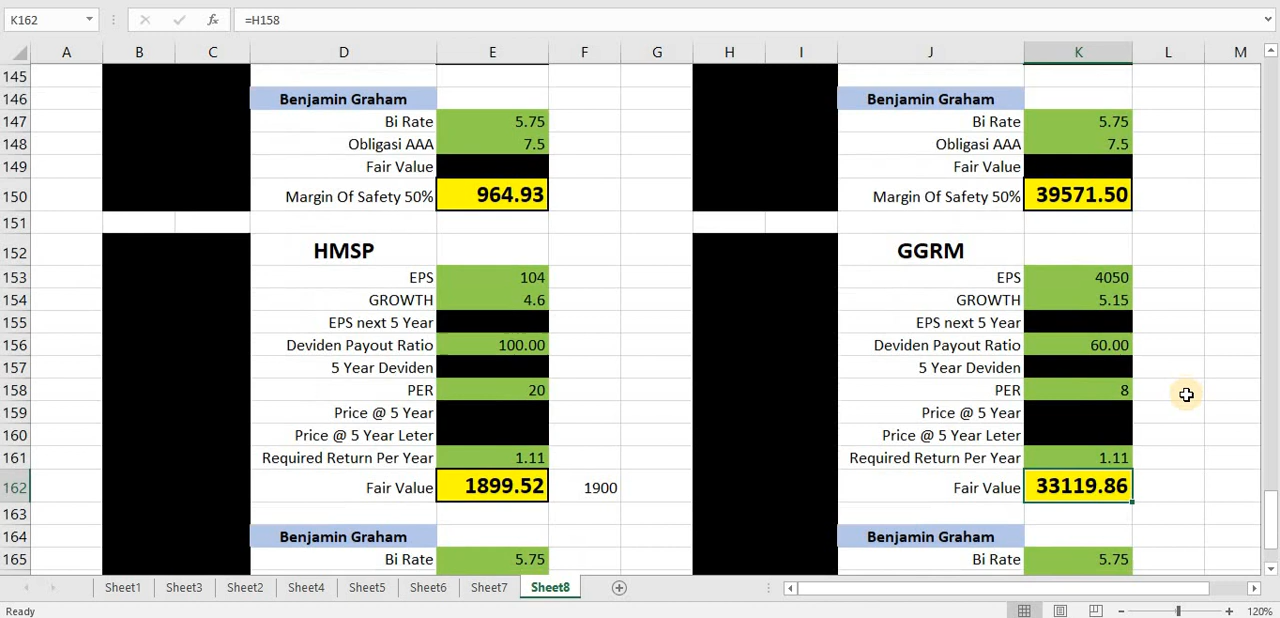 K162 fx =H158
A B C D E F G H I J K L M
145
146 Benjamin Graham Benjamin Graham
147 Bi Rate 5.75 Bi Rate 5.75
148 Obligasi AAA 7.5 Obligasi AAA 7.5
149 Fair Value Fair Value
150 Margin Of Safety 50% 964.93 Margin Of Safety 50% 39571.50
151
152 HMSP GGRM
153 EPS 104 EPS 4050
154 GROWTH 4.6 GROWTH 5.15
155 EPS next 5 Year EPS next 5 Year
156 Deviden Payout Ratio 100.00 Deviden Payout Ratio 60.00
157 5 Year Deviden 5 Year Deviden
158 PER 20 PER 8
159 Price @ 5 Year Price @ 5 Year
160 Price @ 5 Year Leter Price @ 5 Year Leter
161 Required Return Per Year 1.11 Required Return Per Year 1.11
162 Fair Value 1899.52 1900 Fair Value 33119.86
163
164 Benjamin Graham Benjamin Graham
165 Bi Rate 5.75 Bi Rate 5.75
Sheet1 Sheet3 Sheet2 Sheet4 Sheet5 Sheet6 Sheet7 Sheet8
Ready 120%